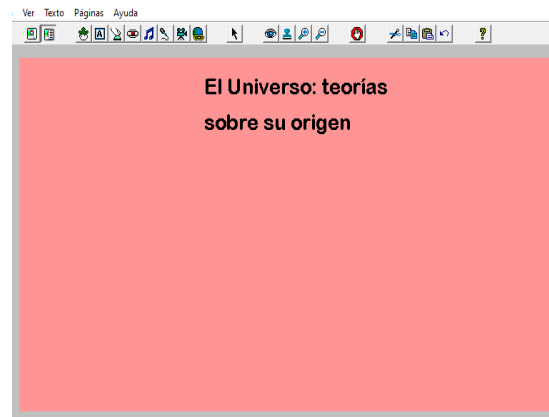 Ver Texto Páginas Ayuda
El Universo: teorías
sobre su origen